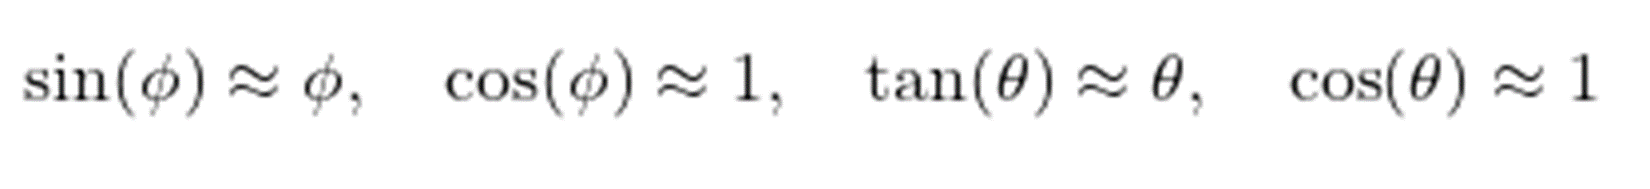 sin(ϕ) ≈ ϕ, cos(ϕ) ≈ 1, tan(θ) ≈ θ, cos(θ) ≈ 1